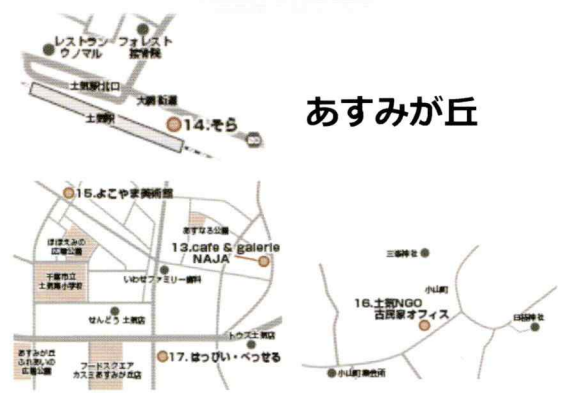 レストラン
ウノマル
フォレスト
接骨院
土気駅北口
大網街道
土気駅
14.そら
20
あすみが丘
15.よこやま美術館
あすなろ公園
ほほえみの
広場公園
13.cafe & galerie
NAJA
千葉市立
土気南小学校
いわせファミリー歯科
せんどう 土気店
トウズ土気店
17. はっぴい・べっせる
あすみが丘
ふれあいの
広場公園
フードスクエア
カスミあすみが丘店
小山町
16.土気NGO
古民家オフィス
日枝神社
小山町集会所